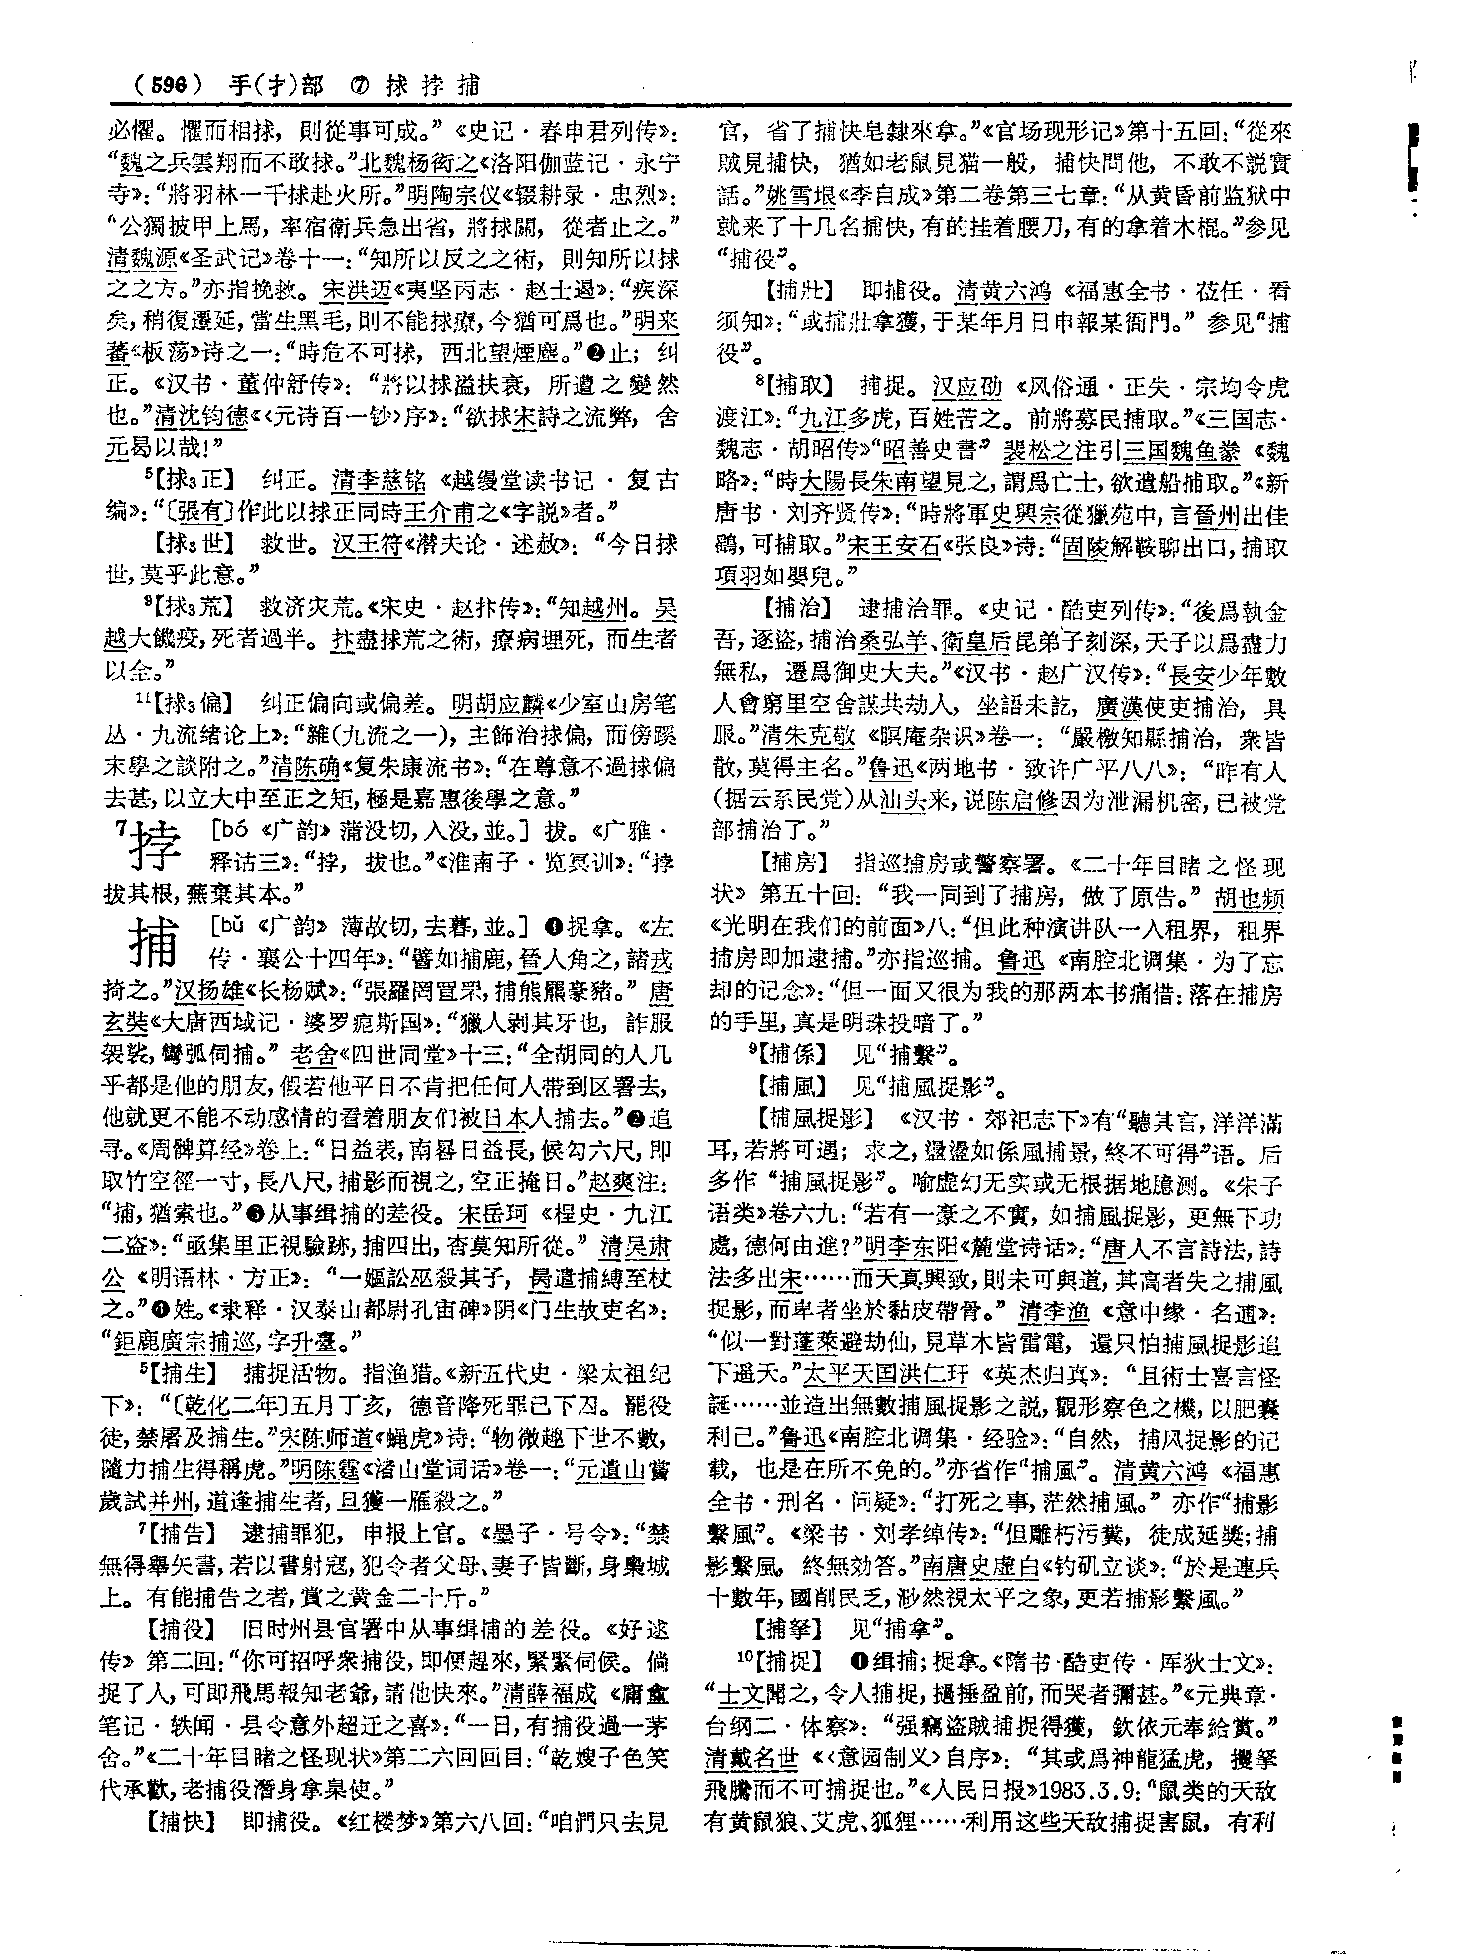 （596） 手(扌)部 ⑦ 捄 挬 捕
必懼。懼而相捄，則從事可成。”《史记·春申君列传》：
“魏之兵雲翔而不敢捄。”北魏杨衒之《洛阳伽蓝记·永宁
寺》：“將羽林一千捄赴火所。”明陶宗仪《辍耕录·忠烈》：
“公獨披甲上馬，率宿衛兵急出省，將捄闕，從者止之。”
清魏源《圣武记》卷十一：“知所以反之之術，則知所以捄
之之方。”亦指挽救。宋洪迈《夷坚丙志·赵士遏》：“疾深
矣，稍復遷延，當生黑毛，則不能捄療，今猶可爲也。”明来
蕃《板荡》诗之一：“時危不可捄，西北望煙塵。”❷止；纠
正。《汉书·董仲舒传》：“將以捄溢扶衰，所遭之變然
也。”清沈钧德《〈元诗百一钞〉序》：“欲捄宋詩之流弊，舍
元曷以哉！”
⁵【捄₃正】 纠正。清李慈铭《越缦堂读书记·复古
编》：“〔張有〕作此以捄正同時王介甫之《字説》者。”
【捄₃世】 救世。汉王符《潜夫论·述赦》：“今日捄
世，莫乎此意。”
⁹【捄₃荒】 救济灾荒。《宋史·赵抃传》：“知越州。吴
越大饑疫，死者過半。抃盡捄荒之術，療病埋死，而生者
以全。”
¹¹【捄₃偏】 纠正偏向或偏差。明胡应麟《少室山房笔
丛·九流绪论上》：“雜(九流之一)，主飾治捄偏，而傍蹊
末學之談附之。”清陈确《复朱康流书》：“在尊意不過捄偏
去甚，以立大中至正之矩，極是嘉惠後學之意。”
⁷挬 [bó 《广韵》蒲没切，入没，並。] 拔。《广雅·
释诂三》：“挬，拔也。”《淮南子·览冥训》：“挬
拔其根，蕪棄其本。”
捕 [bǔ 《广韵》薄故切，去暮，並。] ❶捉拿。《左
传·襄公十四年》：“譬如捕鹿，晉人角之，諸戎
掎之。”汉扬雄《长杨赋》：“張羅罔罝罘，捕熊羆豪猪。”唐
玄奘《大唐西域记·婆罗痆斯国》：“獵人剥其牙也，詐服
袈裟，彎弧伺捕。”老舍《四世同堂》十三：“全胡同的人几
乎都是他的朋友，假若他平日不肯把任何人带到区署去，
他就更不能不动感情的看着朋友们被日本人捕去。”❷追
寻。《周髀算经》卷上：“日益表，南晷日益長，候勾六尺，即
取竹空徑一寸，長八尺，捕影而視之，空正掩日。”赵爽注：
“捕，猶索也。”❸从事缉捕的差役。宋岳珂《桯史·九江
二盗》：“亟集里正視驗跡，捕四出，杳莫知所從。”清吴肃
公《明语林·方正》：“一嫗訟巫殺其子，昺遣捕縛至杖
之。”❹姓。《隶释·汉泰山都尉孔宙碑》阴《门生故吏名》：
“鉅鹿廣宗捕巡，字升臺。”
⁵【捕生】 捕捉活物。指渔猎。《新五代史·梁太祖纪
下》：“〔乾化二年〕五月丁亥，德音降死罪已下囚。罷役
徒，禁屠及捕生。”宋陈师道《蝇虎》诗：“物微趣下世不數，
隨力捕生得稱虎。”明陈霆《渚山堂词话》卷一：“元遺山嘗
歲試并州，道逢捕生者，旦獲一雁殺之。”
⁷【捕告】 逮捕罪犯，申报上官。《墨子·号令》：“禁
無得舉矢書，若以書射寇，犯令者父母、妻子皆斷，身梟城
上。有能捕告之者，賞之黄金二十斤。”
【捕役】 旧时州县官署中从事缉捕的差役。《好逑
传》第二回：“你可招呼衆捕役，即便趕來，緊緊伺候。倘
捉了人，可即飛馬報知老爺，請他快來。”清薛福成《庸盦
笔记·轶闻·县令意外超迁之喜》：“一日，有捕役過一茅
舍。”《二十年目睹之怪现状》第二六回回目：“乾嫂子色笑
代承歡，老捕役潛身拿臬使。”
【捕快】 即捕役。《红楼梦》第六八回：“咱們只去見
官，省了捕快皂隸來拿。”《官场现形记》第十五回：“從來
賊見捕快，猶如老鼠見猫一般，捕快問他，不敢不説實
話。”姚雪垠《李自成》第二卷第三七章：“从黄昏前监狱中
就来了十几名捕快，有的挂着腰刀，有的拿着木棍。”参见
“捕役”。
【捕壯】 即捕役。清黄六鸿《福惠全书·莅任·看
须知》：“或捕壯拿獲，于某年月日申報某衙門。”参见“捕
役”。
⁸【捕取】 捕捉。汉应劭《风俗通·正失·宗均令虎
渡江》：“九江多虎，百姓苦之。前將募民捕取。”《三国志·
魏志·胡昭传》“昭善史書”裴松之注引三国魏鱼豢《魏
略》：“時大陽長朱南望見之，謂爲亡士，欲遣船捕取。”《新
唐书·刘齐贤传》：“時將軍史興宗從獵苑中，言晉州出佳
鷂，可捕取。”宋王安石《张良》诗：“固陵解鞍聊出口，捕取
項羽如嬰兒。”
【捕治】 逮捕治罪。《史记·酷吏列传》：“後爲執金
吾，逐盗，捕治桑弘羊、衛皇后昆弟子刻深，天子以爲盡力
無私，遷爲御史大夫。”《汉书·赵广汉传》：“長安少年數
人會窮里空舍謀共劫人，坐語未訖，廣漢使吏捕治，具
服。”清朱克敬《瞑庵杂识》卷一：“嚴檄知縣捕治，衆皆
散，莫得主名。”鲁迅《两地书·致许广平八八》：“昨有人
(据云系民党)从汕头来，说陈启修因为泄漏机密，已被党
部捕治了。”
【捕房】 指巡捕房或警察署。《二十年目睹之怪现
状》第五十回：“我一同到了捕房，做了原告。”胡也频
《光明在我们的前面》八：“但此种演讲队一入租界，租界
捕房即加逮捕。”亦指巡捕。鲁迅《南腔北调集·为了忘
却的记念》：“但一面又很为我的那两本书痛惜：落在捕房
的手里，真是明珠投暗了。”
⁹【捕係】 见“捕繫”。
【捕風】 见“捕風捉影”。
【捕風捉影】 《汉书·郊祀志下》有“聽其言，洋洋滿
耳，若將可遇；求之，盪盪如係風捕景，終不可得”语。后
多作“捕風捉影”。喻虚幻无实或无根据地臆测。《朱子
语类》卷六九：“若有一豪之不實，如捕風捉影，更無下功
處，德何由進？”明李东阳《麓堂诗话》：“唐人不言詩法，詩
法多出宋……而天真興致，則未可與道，其高者失之捕風
捉影，而卑者坐於黏皮帶骨。”清李渔《意中缘·名逋》：
“似一對蓬萊避劫仙，見草木皆雷電，還只怕捕風捉影追
下遥天。”太平天国洪仁玕《英杰归真》：“且術士喜言怪
誕……並造出無數捕風捉影之説，觀形察色之機，以肥囊
利己。”鲁迅《南腔北调集·经验》：“自然，捕风捉影的记
载，也是在所不免的。”亦省作“捕風”。清黄六鸿《福惠
全书·刑名·问疑》：“打死之事，茫然捕風。”亦作“捕影
繫風”。《梁书·刘孝绰传》：“但雕朽污糞，徒成延奬；捕
影繫風，終無効答。”南唐史虚白《钓矶立谈》：“於是連兵
十數年，國削民乏，渺然視太平之象，更若捕影繫風。”
【捕拏】 见“捕拿”。
¹⁰【捕捉】 ❶缉捕；捉拿。《隋书·酷吏传·厍狄士文》：
“士文聞之，令人捕捉，撾捶盈前，而哭者彌甚。”《元典章·
台纲二·体察》：“强竊盗賊捕捉得獲，欽依元奉給賞。”
清戴名世《〈意园制义〉自序》：“其或爲神龍猛虎，攫拏
飛騰而不可捕捉也。”《人民日报》1983.3.9：“鼠类的天敌
有黄鼠狼、艾虎、狐狸……利用这些天敌捕捉害鼠，有利